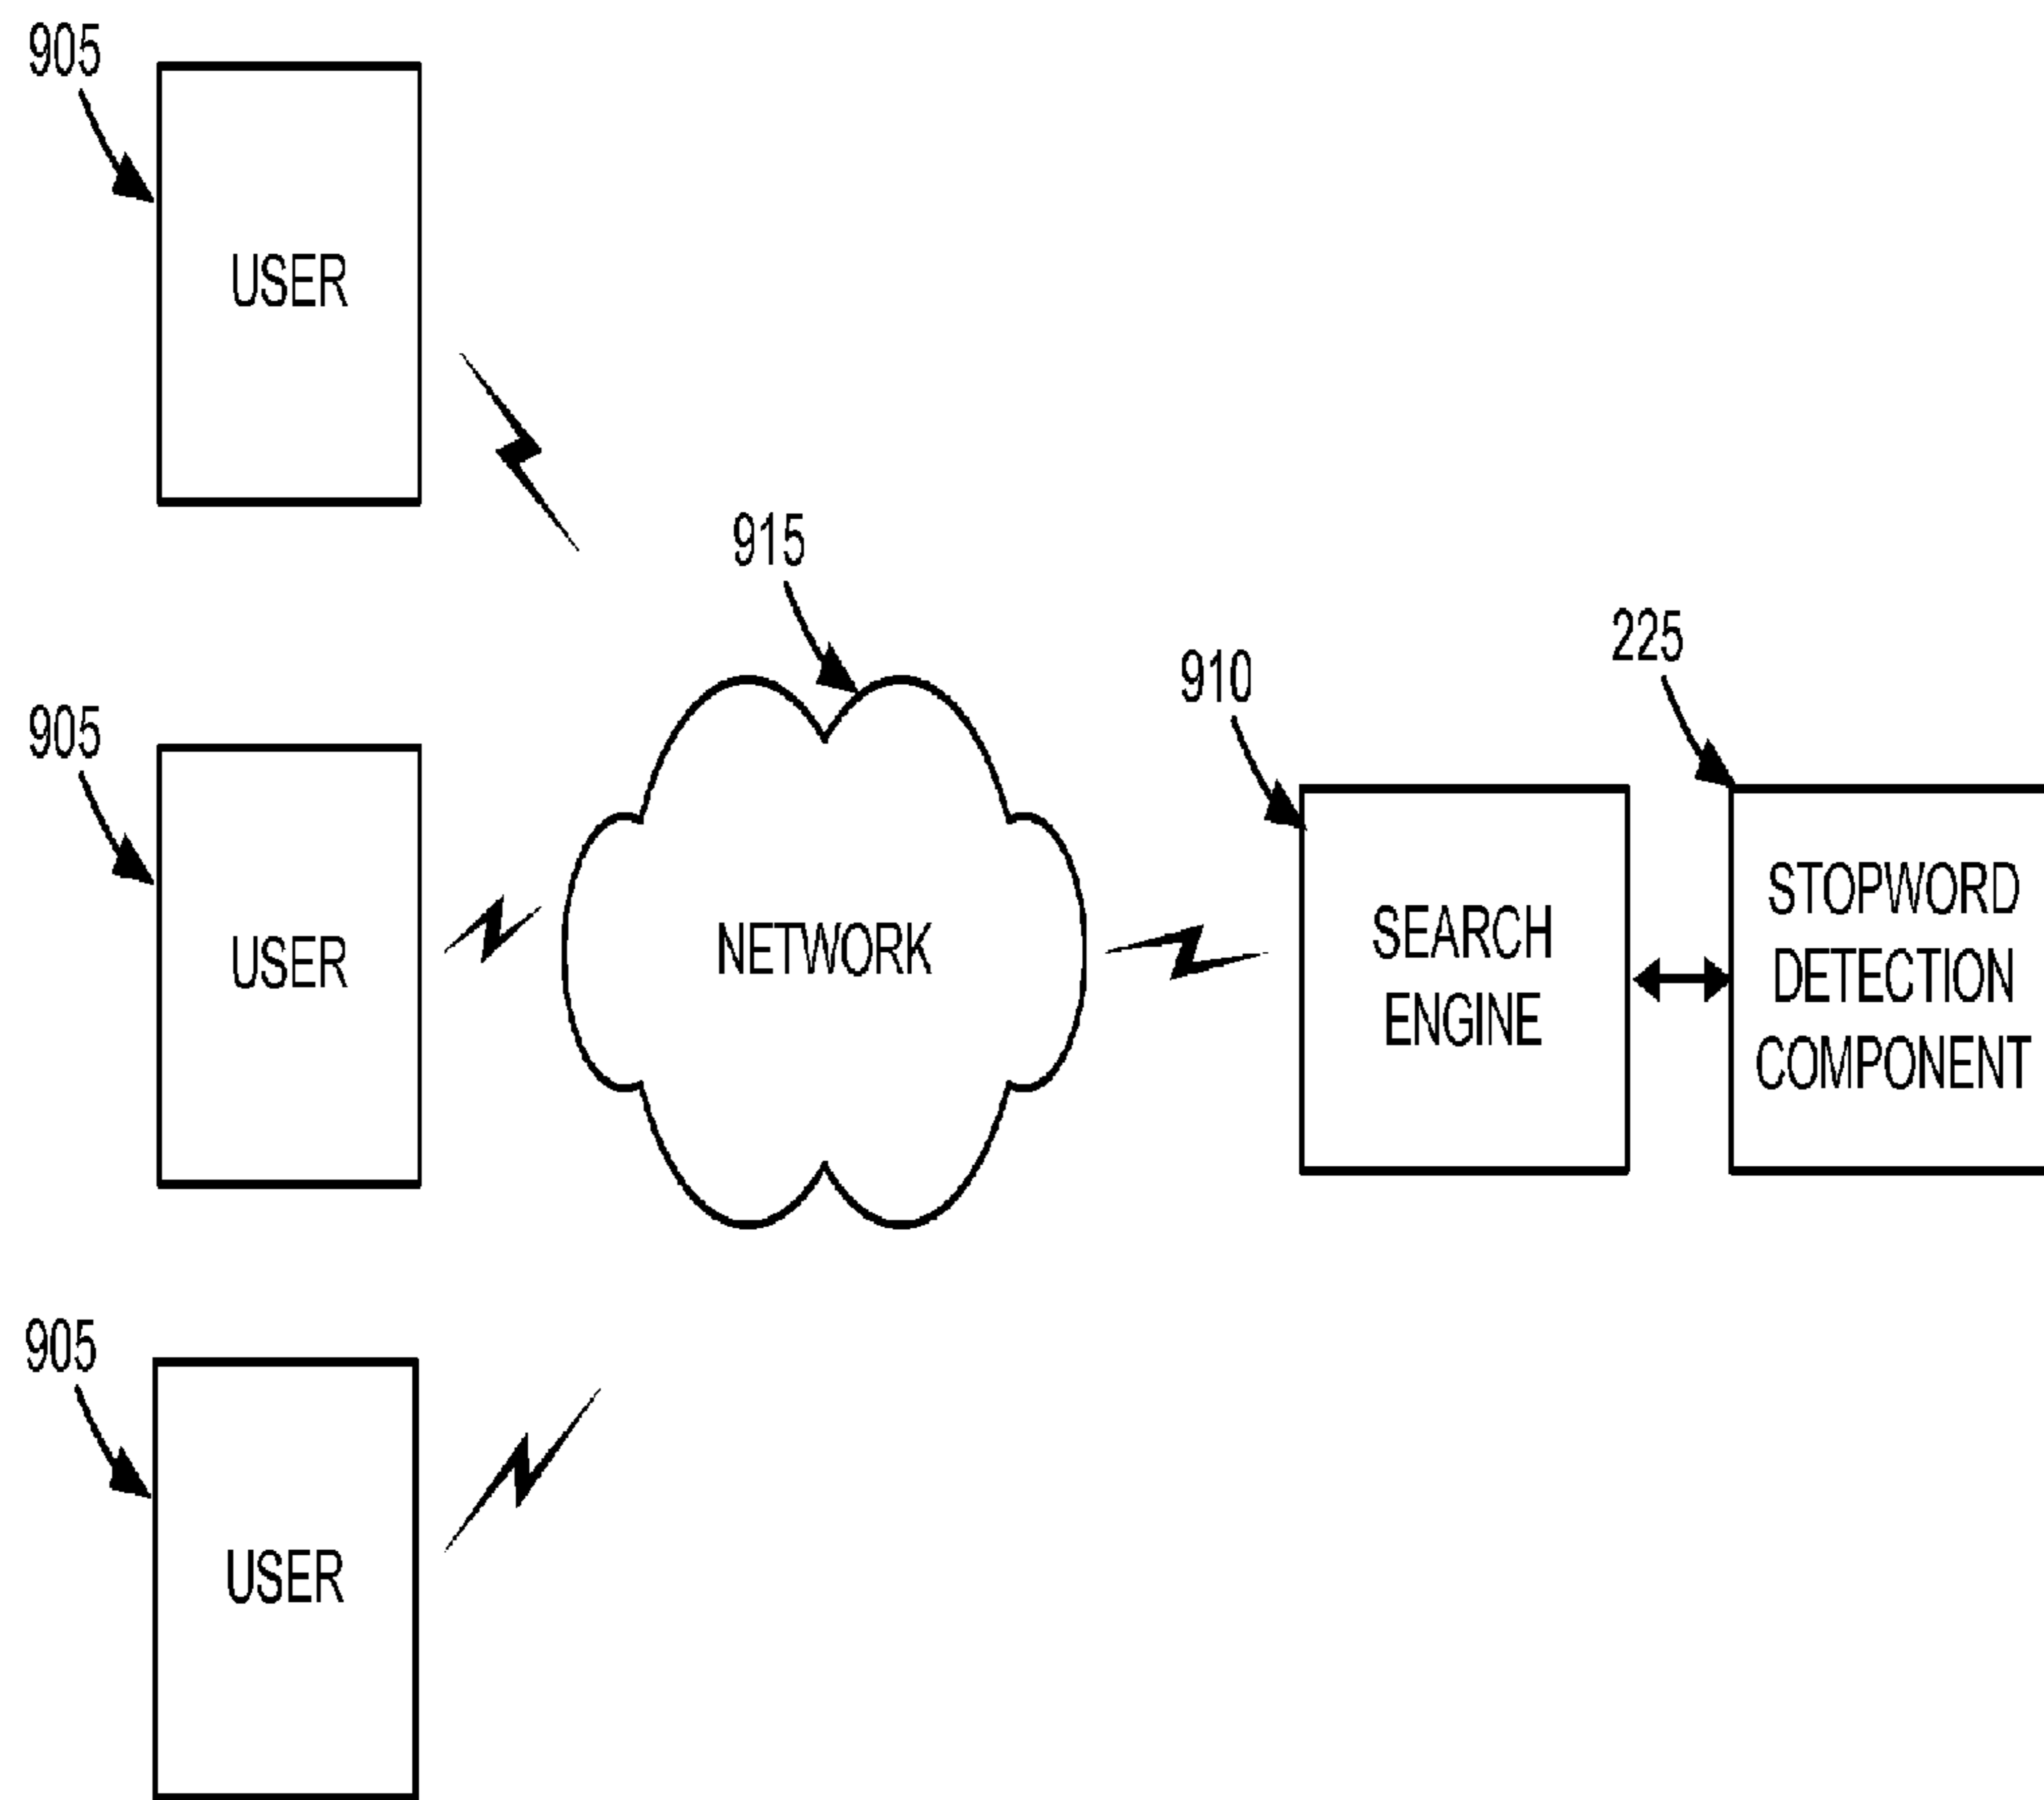 905
USER
915
225
910
905
STOPWORD
DETECTION
COMPONENT
SEARCH
ENGINE
NETWORK
USER
905
USER